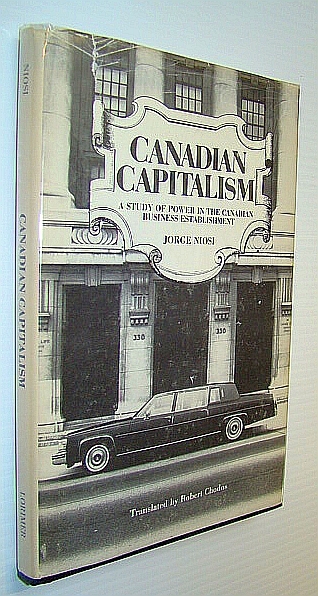 CANADIAN
CAPITALISM
A STUDY OF POWER IN THE CANADIAN
BUSINESS ESTABLISHMENT
JORGE NIOSI
330
330
Translated by Robert Chodos
NIOSI
CANADIAN CAPITALISM
LORIMER